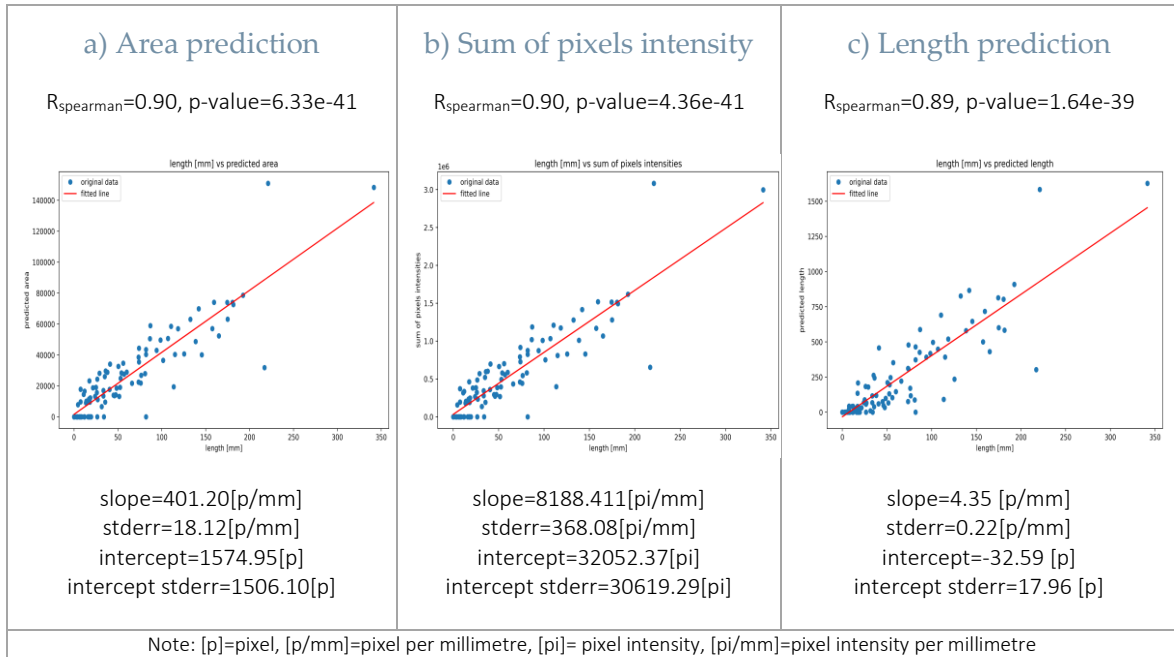 a) Area prediction
R_spearman=0.90, p-value=6.33e-41
length [mm] vs predicted area
original data
fitted line
140000
120000
100000
80000
60000
40000
20000
0
predicted area
0 50 100 150 200 250 300 350
length [mm]
slope=401.20[p/mm]
stderr=18.12[p/mm]
intercept=1574.95[p]
intercept stderr=1506.10[p]
b) Sum of pixels intensity
R_spearman=0.90, p-value=4.36e-41
length [mm] vs sum of pixels intensities
1e6
original data
fitted line
3.0
2.5
2.0
1.5
1.0
0.5
0.0
sum of pixels intensities
0 50 100 150 200 250 300 350
length [mm]
slope=8188.411[pi/mm]
stderr=368.08[pi/mm]
intercept=32052.37[pi]
intercept stderr=30619.29[pi]
c) Length prediction
R_spearman=0.89, p-value=1.64e-39
length [mm] vs predicted length
original data
fitted line
1500
1250
1000
750
500
250
0
predicted length
0 50 100 150 200 250 300 350
length [mm]
slope=4.35 [p/mm]
stderr=0.22[p/mm]
intercept=-32.59 [p]
intercept stderr=17.96 [p]
Note: [p]=pixel, [p/mm]=pixel per millimetre, [pi]= pixel intensity, [pi/mm]=pixel intensity per millimetre